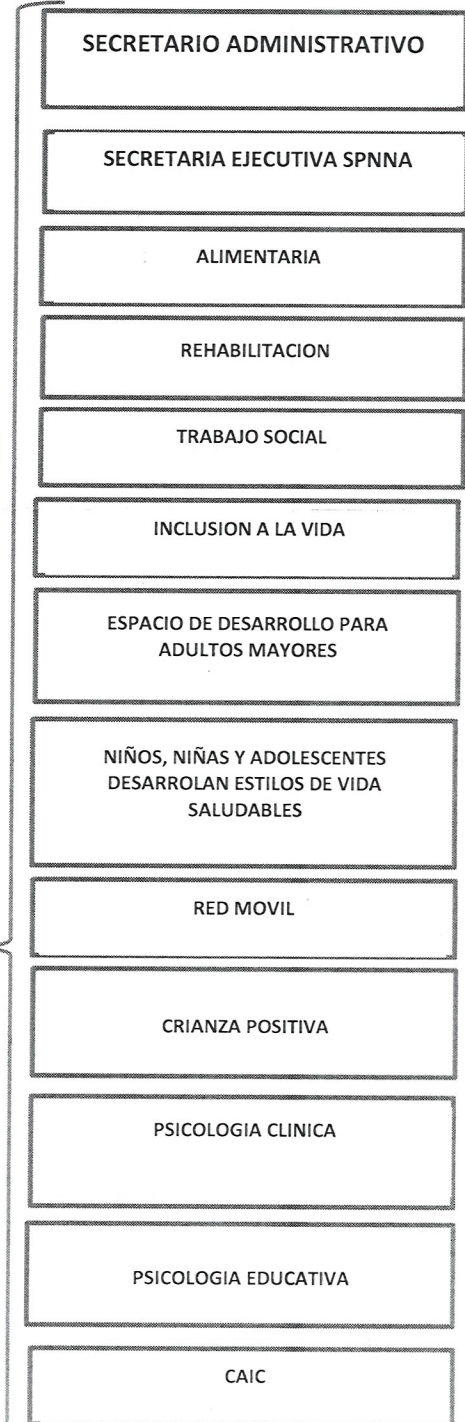 SECRETARIO ADMINISTRATIVO
SECRETARIA EJECUTIVA SPNNA
ALIMENTARIA
REHABILITACION
TRABAJO SOCIAL
INCLUSION A LA VIDA
ESPACIO DE DESARROLLO PARA
ADULTOS MAYORES
NIÑOS, NIÑAS Y ADOLESCENTES
DESARROLAN ESTILOS DE VIDA
SALUDABLES
RED MOVIL
CRIANZA POSITIVA
PSICOLOGIA CLINICA
PSICOLOGIA EDUCATIVA
CAIC